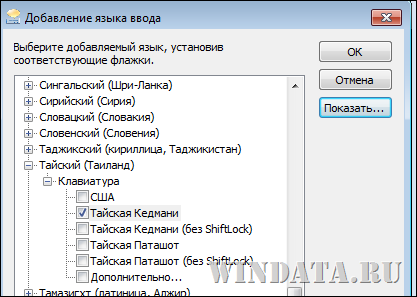 Добавление языка ввода
Выберите добавляемый язык, установив
соответствующие флажки.
OK
Отмена
Показать...
Сингальский (Шри-Ланка)
Сирийский (Сирия)
Словацкий (Словакия)
Словенский (Словения)
Таджикский (кириллица, Таджикистан)
Тайский (Таиланд)
Клавиатура
США
Тайская Кедмани
Тайская Кедмани (без ShiftLock)
Тайская Паташот
Тайская Паташот (без ShiftLock)
Дополнительно...
Тамазигхт (латиница, Алжир)
WINDATA.RU